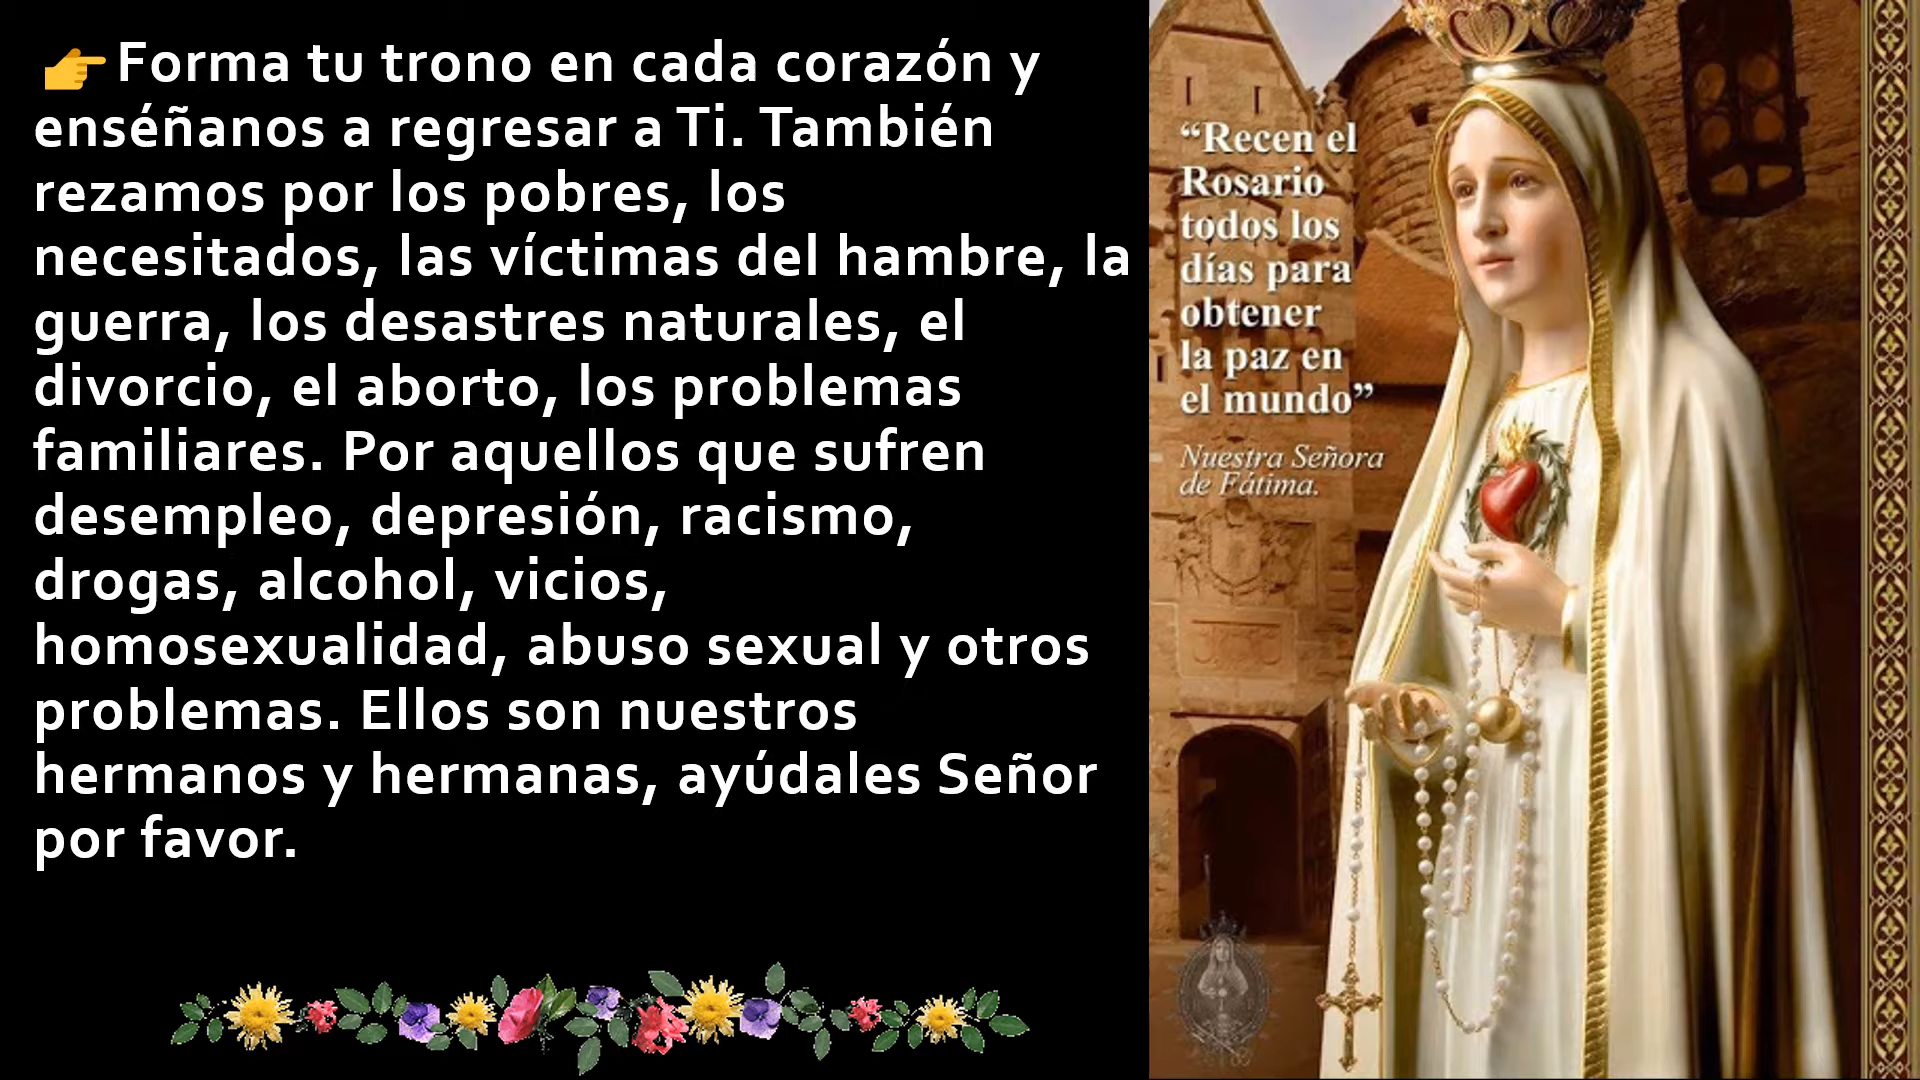 👉Forma tu trono en cada corazón y
enséñanos a regresar a Ti. También
rezamos por los pobres, los
necesitados, las víctimas del hambre, la
guerra, los desastres naturales, el
divorcio, el aborto, los problemas
familiares. Por aquellos que sufren
desempleo, depresión, racismo,
drogas, alcohol, vicios,
homosexualidad, abuso sexual y otros
problemas. Ellos son nuestros
hermanos y hermanas, ayúdales Señor
por favor.
“Recen el
Rosario
todos los
días para
obtener
la paz en
el mundo”
Nuestra Señora
de Fátima.